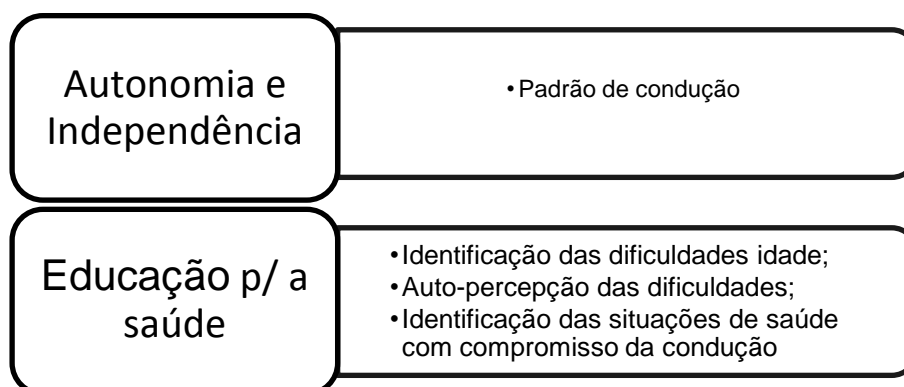 Autonomia e
Independência
•Padrão de condução
Educação p/ a
saúde
•Identificação das dificuldades idade;
•Auto-percepção das dificuldades;
•Identificação das situações de saúde
com compromisso da condução